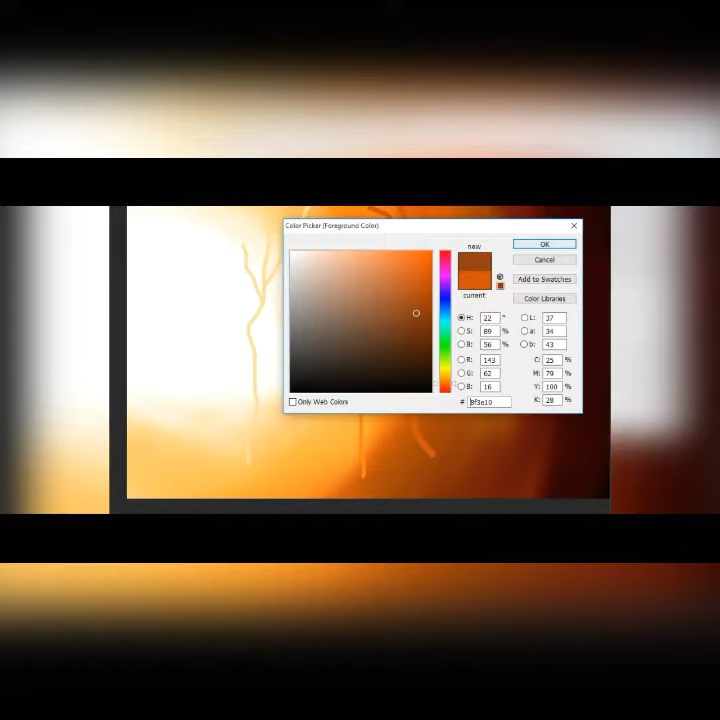 Color Picker (Foreground Color)
new
current
OK
Cancel
Add to Swatches
Color Libraries
H: 22 °
S: 89 %
B: 56 %
R: 143
G: 62
B: 16
L: 37
a: 34
b: 43
C: 25 %
M: 79 %
Y: 100 %
K: 28 %
# 8f3e10
Only Web Colors